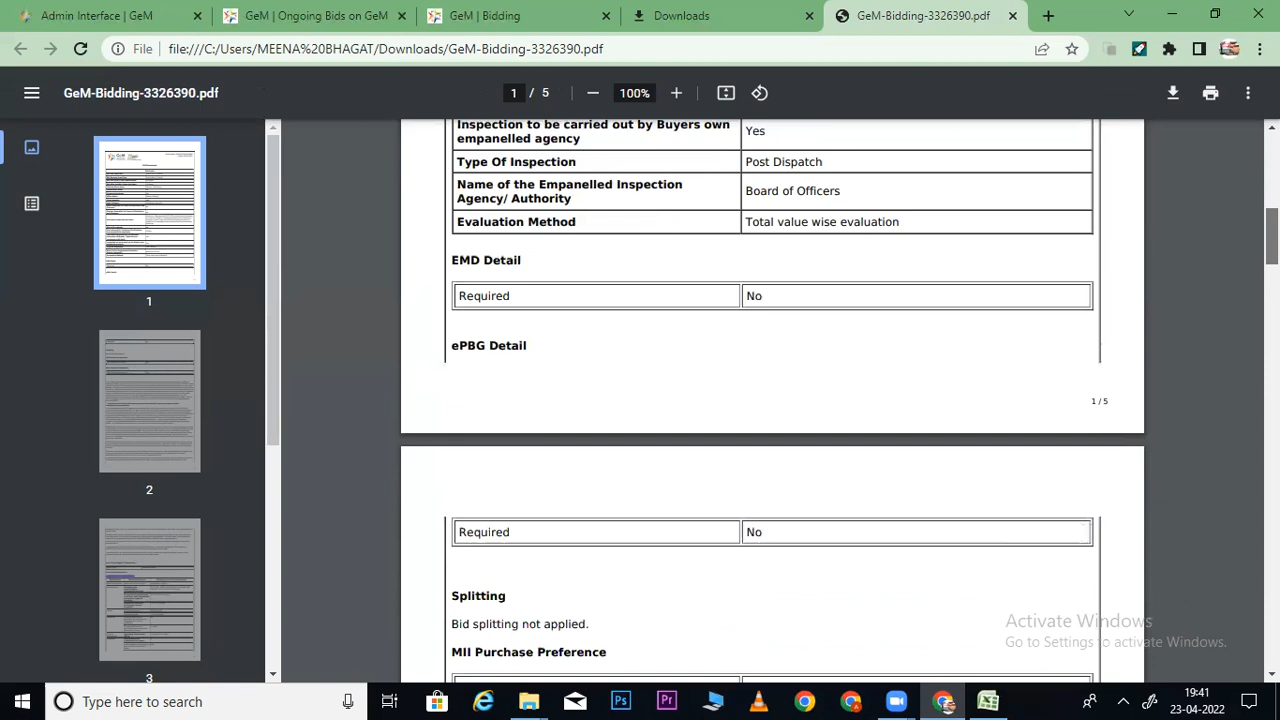 Admin Interface | GeM
GeM | Ongoing Bids on GeM
GeM | Bidding
Downloads
GeM-Bidding-3326390.pdf
File
file:///C:/Users/MEENA%20BHAGAT/Downloads/GeM-Bidding-3326390.pdf
GeM-Bidding-3326390.pdf
1 / 5
100%
1
2
3
Inspection to be carried out by Buyers own
empanelled agency
Yes
Type Of Inspection
Post Dispatch
Name of the Empanelled Inspection
Agency/ Authority
Board of Officers
Evaluation Method
Total value wise evaluation
EMD Detail
Required
No
ePBG Detail
1 / 5
Required
No
Splitting
Bid splitting not applied.
MII Purchase Preference
Activate Windows
Go to Settings to activate Windows.
Type here to search
19:41
23-04-2022